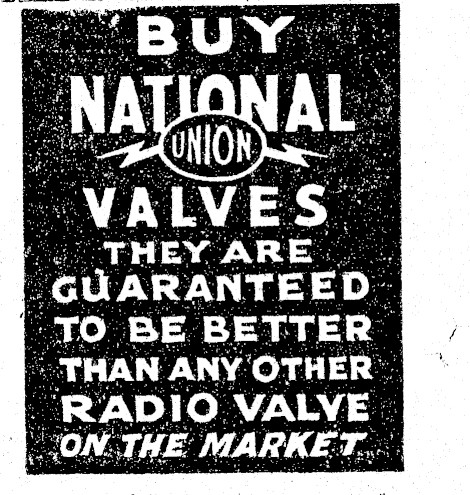 BUY
NATIONAL
UNION
VALVES
THEY ARE
GUARANTEED
TO BE BETTER
THAN ANY OTHER
RADIO VALVE
ON THE MARKET